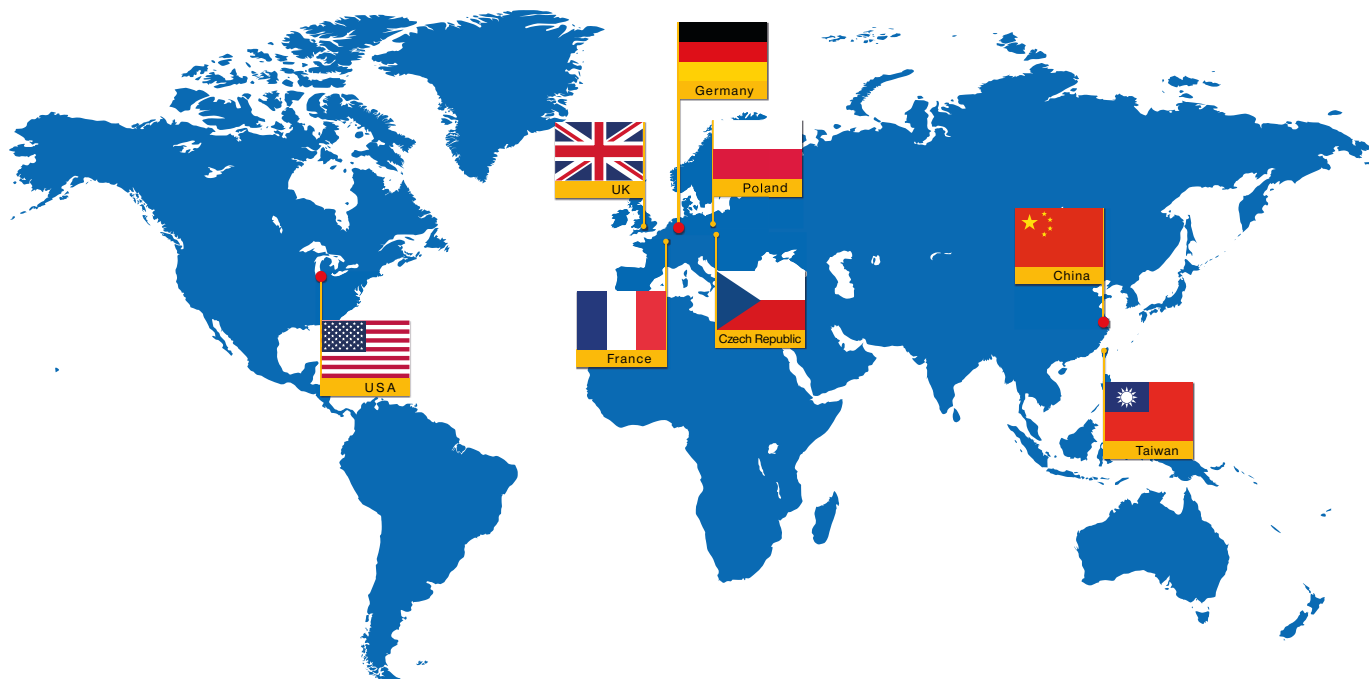 Germany
UK
Poland
China
USA
France
Czech Republic
Taiwan